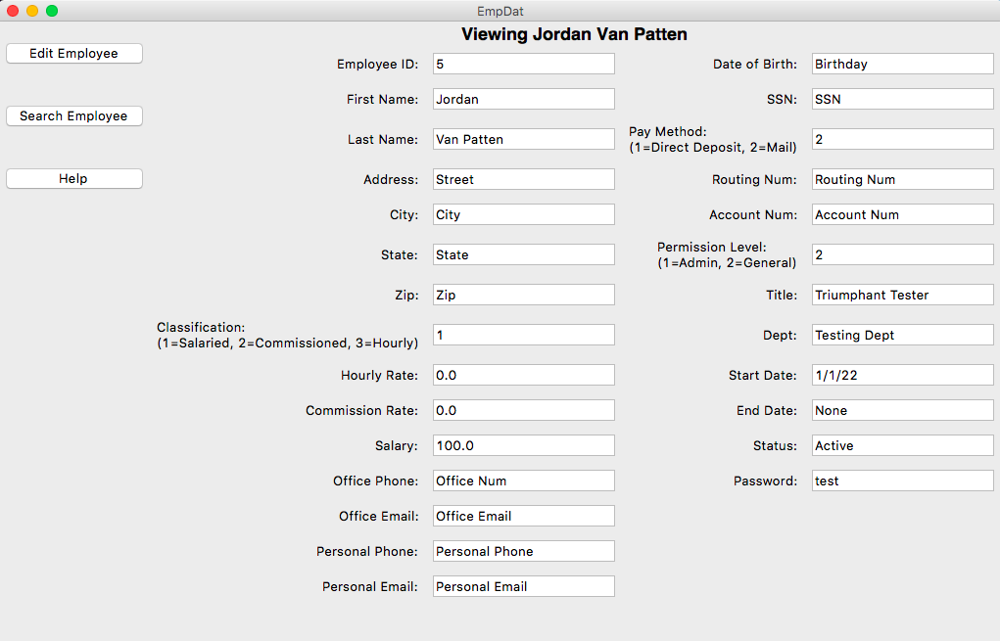 EmpDat
Viewing Jordan Van Patten
Edit Employee
Search Employee
Help
Employee ID: 5
First Name: Jordan
Last Name: Van Patten
Address: Street
City: City
State: State
Zip: Zip
Classification:
(1=Salaried, 2=Commissioned, 3=Hourly) 1
Hourly Rate: 0.0
Commission Rate: 0.0
Salary: 100.0
Office Phone: Office Num
Office Email: Office Email
Personal Phone: Personal Phone
Personal Email: Personal Email
Date of Birth: Birthday
SSN: SSN
Pay Method:
(1=Direct Deposit, 2=Mail) 2
Routing Num: Routing Num
Account Num: Account Num
Permission Level:
(1=Admin, 2=General) 2
Title: Triumphant Tester
Dept: Testing Dept
Start Date: 1/1/22
End Date: None
Status: Active
Password: test